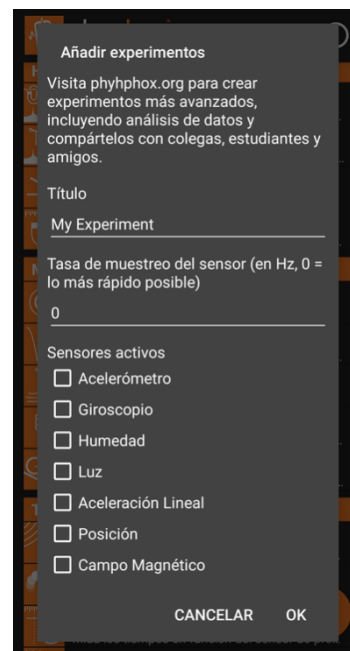 Añadir experimentos
Visita phyhphox.org para crear
experimentos más avanzados,
incluyendo análisis de datos y
compártelos con colegas, estudiantes y
amigos.
Título
My Experiment
Tasa de muestreo del sensor (en Hz, 0 =
lo más rápido posible)
0
Sensores activos
Acelerómetro
Giroscopio
Humedad
Luz
Aceleración Lineal
Posición
Campo Magnético
CANCELAR OK